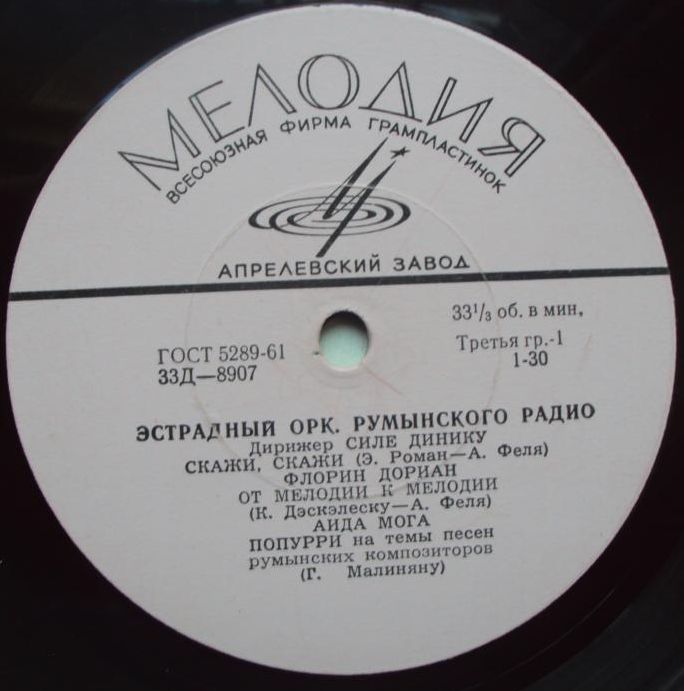 МЕЛОДИЯ
ВСЕСОЮЗНАЯ ФИРМА ГРАМПЛАСТИНОК
АПРЕЛЕВСКИЙ ЗАВОД
33⅓ об. в мин,
ГОСТ 5289-61
Третья гр.-1
33Д—8907
1-30
ЭСТРАДНЫЙ ОРК. РУМЫНСКОГО РАДИО
Дирижер СИЛЕ ДИНИКУ
СКАЖИ, СКАЖИ (Э. Роман—А. Феля)
ФЛОРИН ДОРИАН
ОТ МЕЛОДИИ К МЕЛОДИИ
(К. Дэскэлеску—А. Феля)
АИДА МОГА
ПОПУРРИ на темы песен
румынских композиторов
(Г. Малиняну)